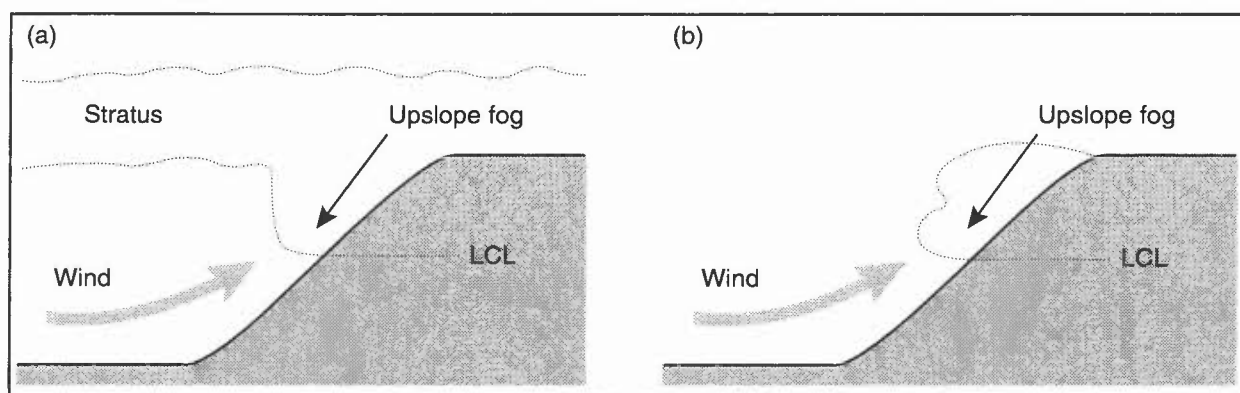 (a)
Stratus
Upslope fog
LCL
Wind
(b)
Upslope fog
LCL
Wind